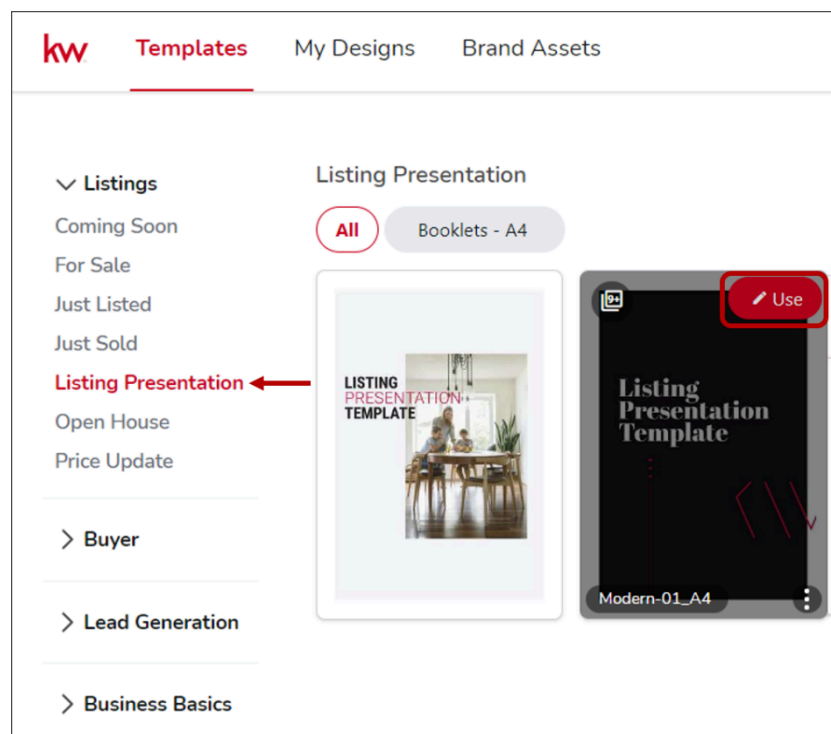 kw Templates My Designs Brand Assets
Listings
Coming Soon
For Sale
Just Listed
Just Sold
Listing Presentation
Open House
Price Update
Buyer
Lead Generation
Business Basics
Listing Presentation
All Booklets - A4
LISTING
PRESENTATION
TEMPLATE
9+
Use
Listing
Presentation
Template
Modern-01_A4